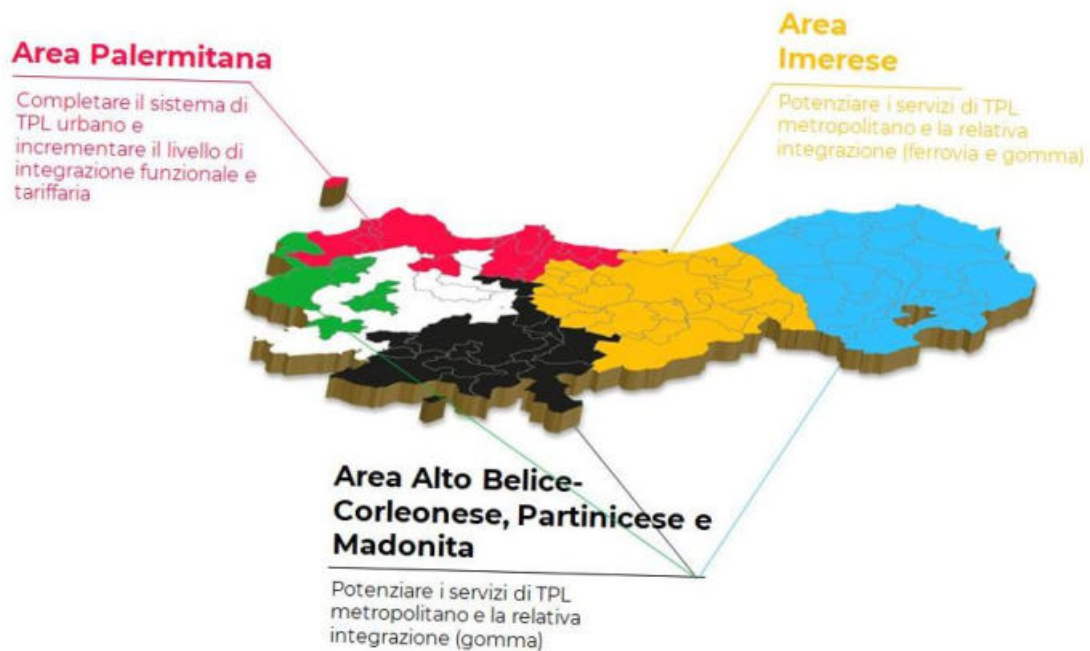 Area Palermitana
Completare il sistema di
TPL urbano e
incrementare il livello di
integrazione funzionale e
tariffaria
Area
Imerese
Potenziare i servizi di TPL
metropolitano e la relativa
integrazione (ferrovia e gomma)
Area Alto Belice-
Corleonese, Partinicese e
Madonita
Potenziare i servizi di TPL
metropolitano e la relativa
integrazione (gomma)